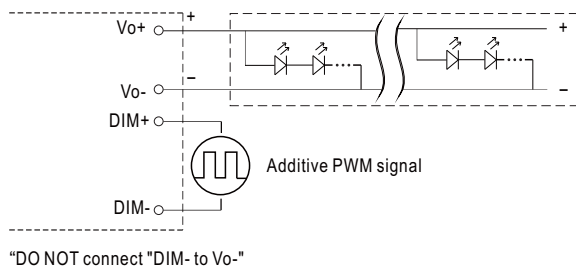 Vo+ + +
Vo- − −
DIM+
Additive PWM signal
DIM-
“DO NOT connect "DIM- to Vo-"